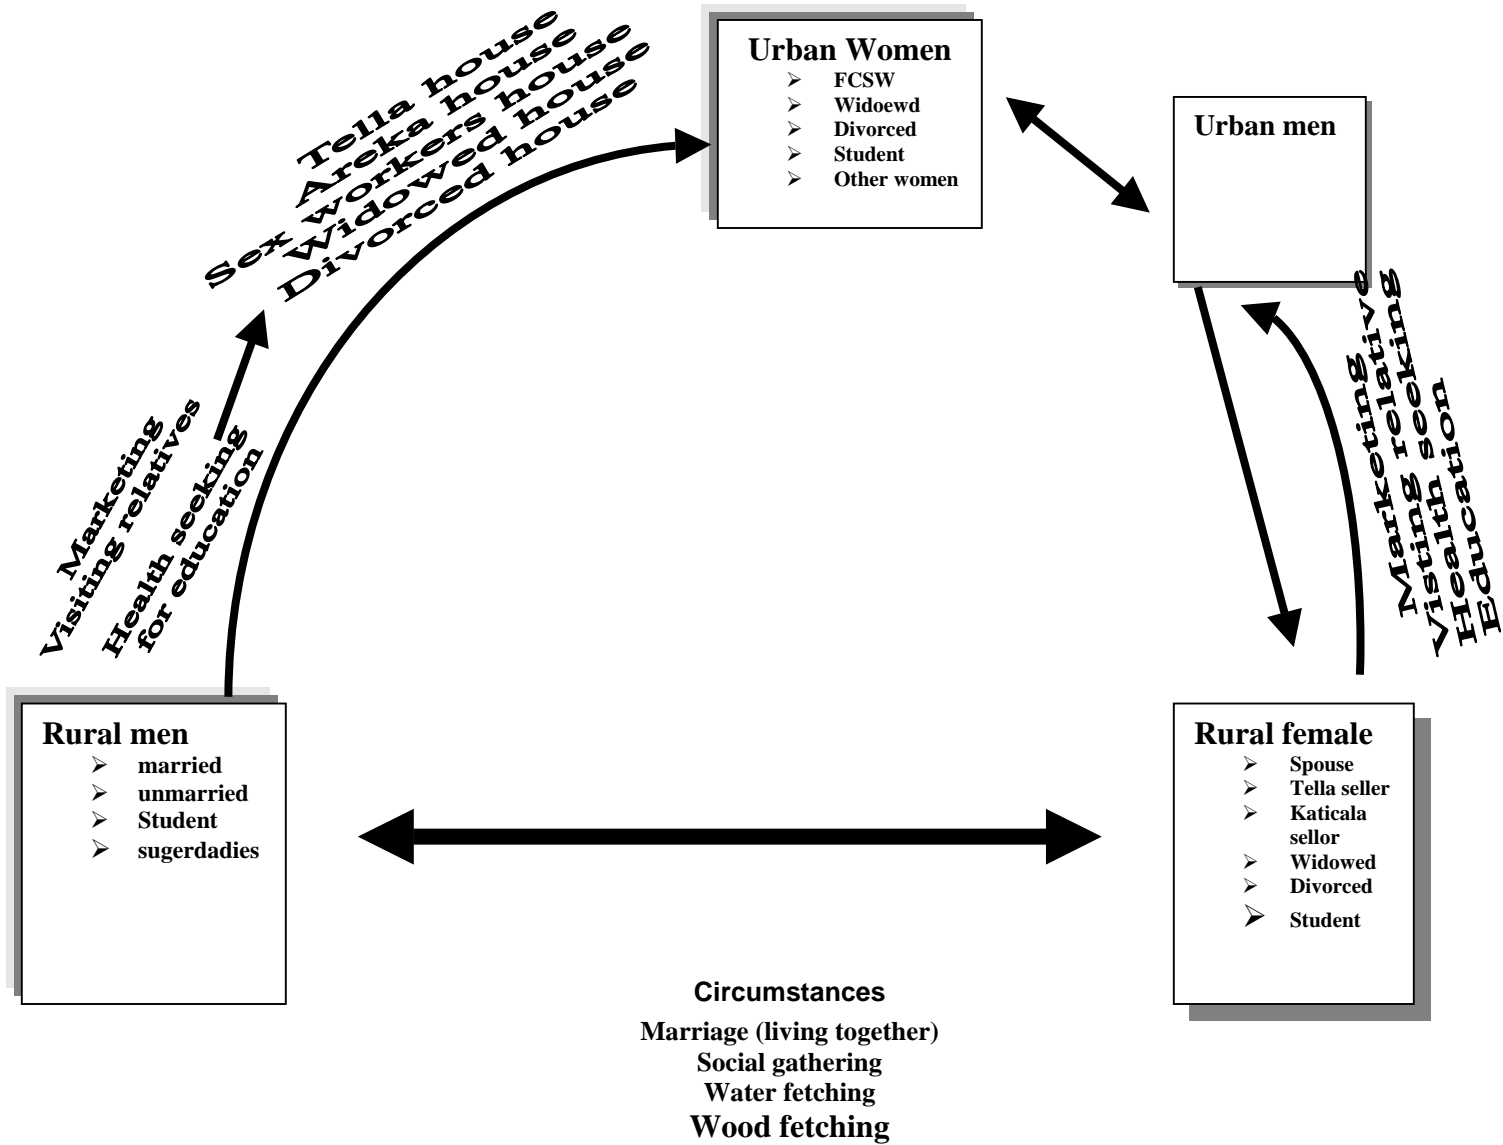 Tella house
Areka house
Sex workers house
Widowed house
Divorced house
Urban Women
FCSW
Widoewd
Divorced
Student
Other women
Urban men
Marketing
Visiting relatives
Health seeking
for education
Marketing
Visting relative
Health seeking
Education
Rural men
married
unmarried
Student
sugerdadies
Rural female
Spouse
Tella seller
Katicala
sellor
Widowed
Divorced
Student
Circumstances
Marriage (living together)
Social gathering
Water fetching
Wood fetching